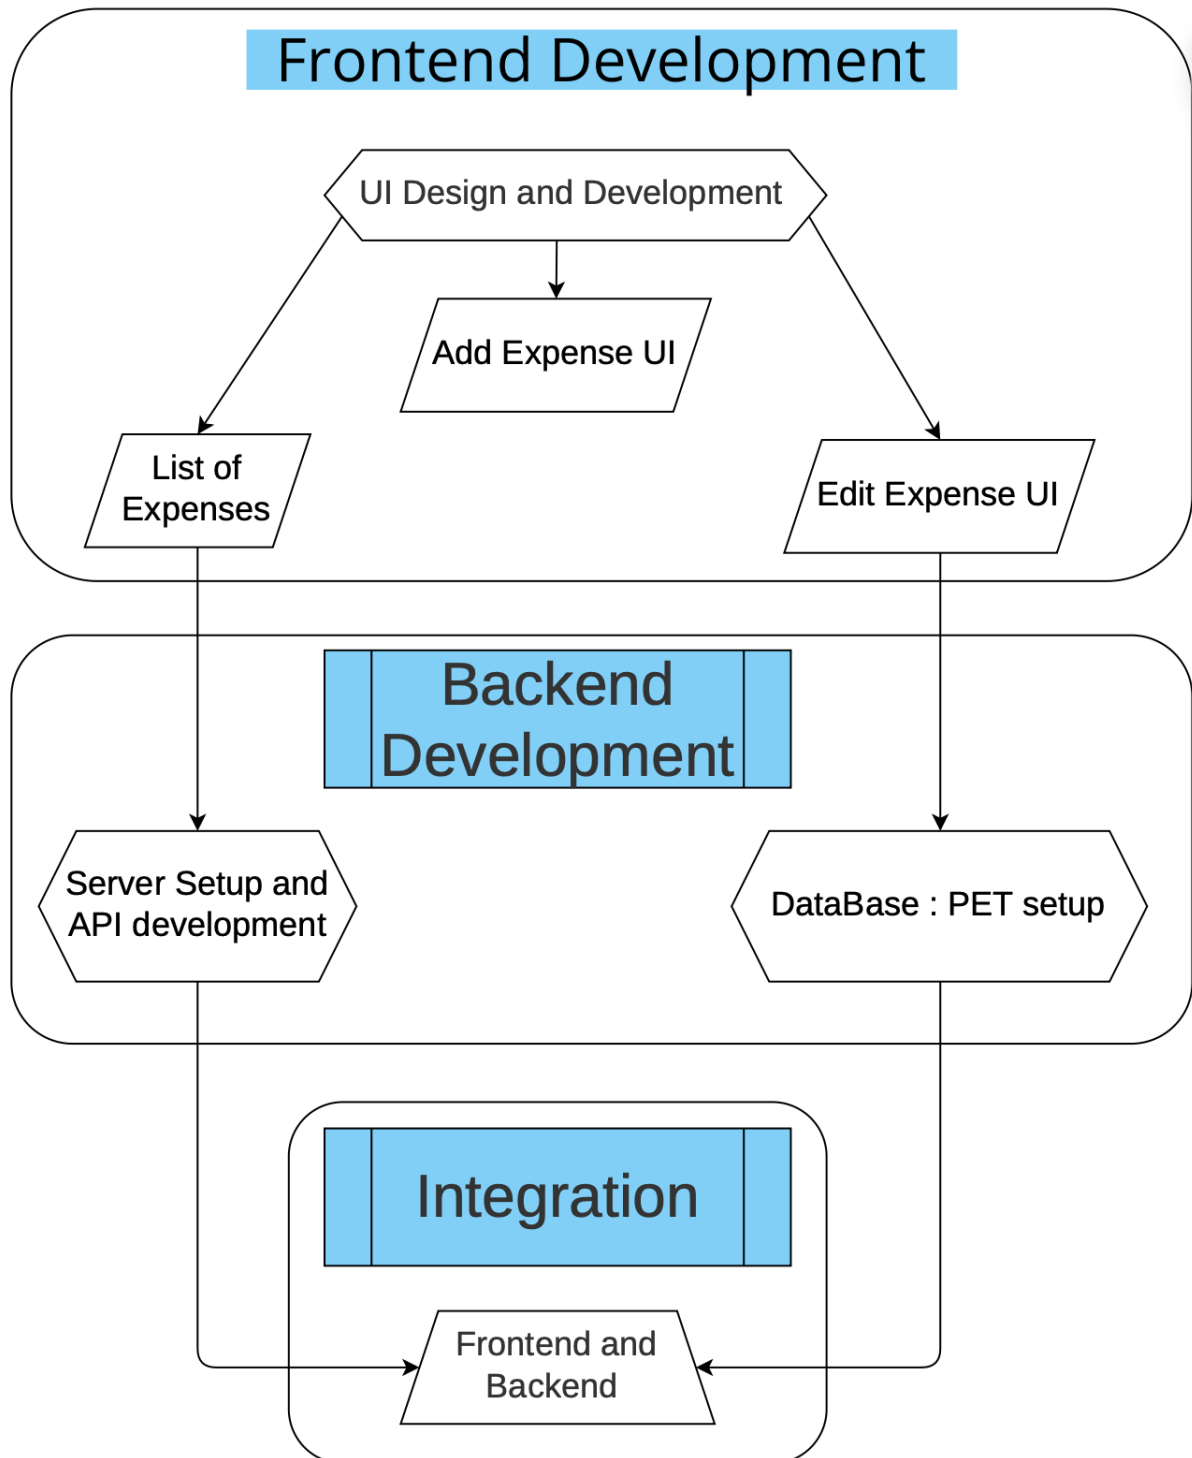 Frontend Development
UI Design and Development
Add Expense UI
List of
Expenses
Edit Expense UI
Backend
Development
Server Setup and
API development
DataBase : PET setup
Integration
Frontend and
Backend